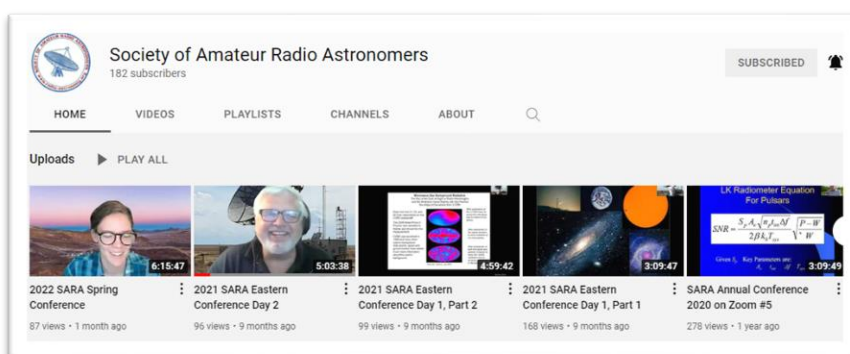 Society of Amateur Radio Astronomers
182 subscribers
SUBSCRIBED
HOME VIDEOS PLAYLISTS CHANNELS ABOUT
Uploads PLAY ALL
LK Radiometer Equation
For Pulsars
6:15:47 5:03:38 4:59:42 3:09:47 3:09:49
2022 SARA Spring
Conference
87 views • 1 month ago
2021 SARA Eastern
Conference Day 2
96 views • 9 months ago
2021 SARA Eastern
Conference Day 1, Part 2
99 views • 9 months ago
2021 SARA Eastern
Conference Day 1, Part 1
168 views • 9 months ago
SARA Annual Conference
2020 on Zoom #5
278 views • 1 year ago